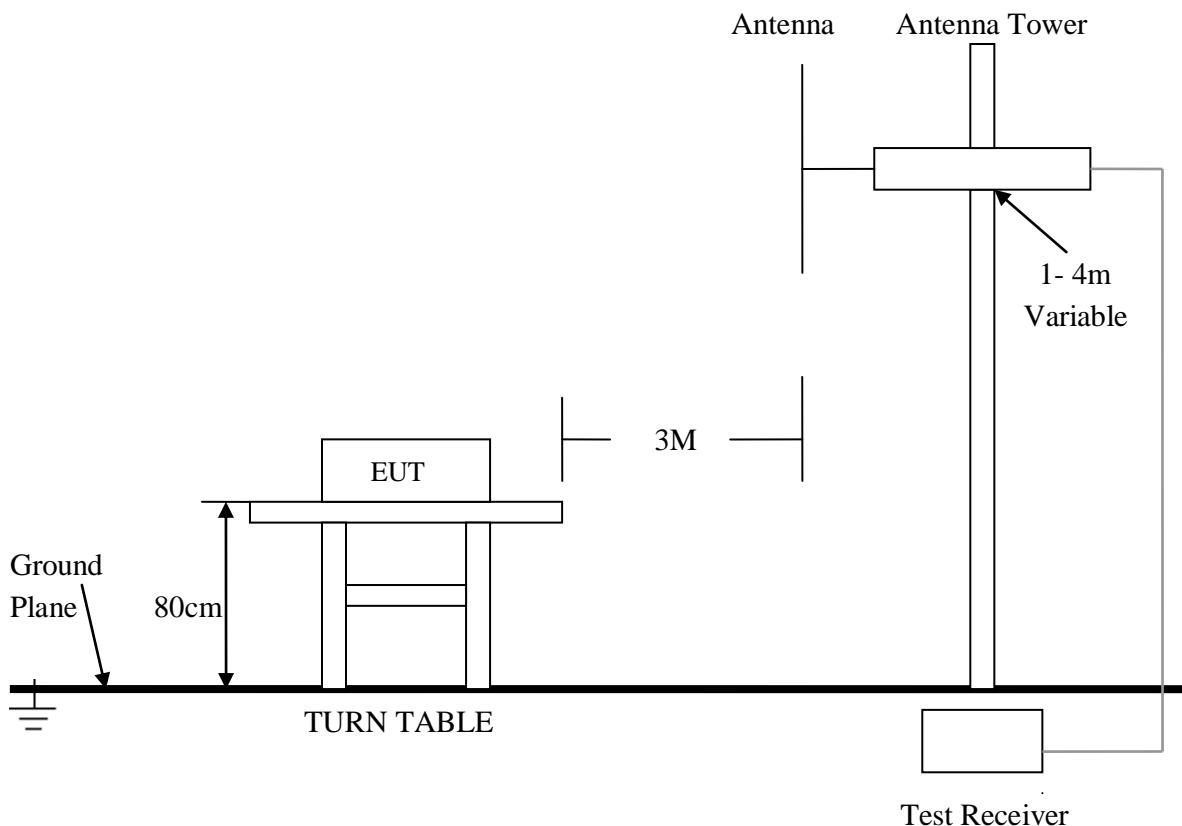 Antenna
Antenna Tower
1- 4m
Variable
3M
EUT
Ground
Plane
80cm
TURN TABLE
Test Receiver